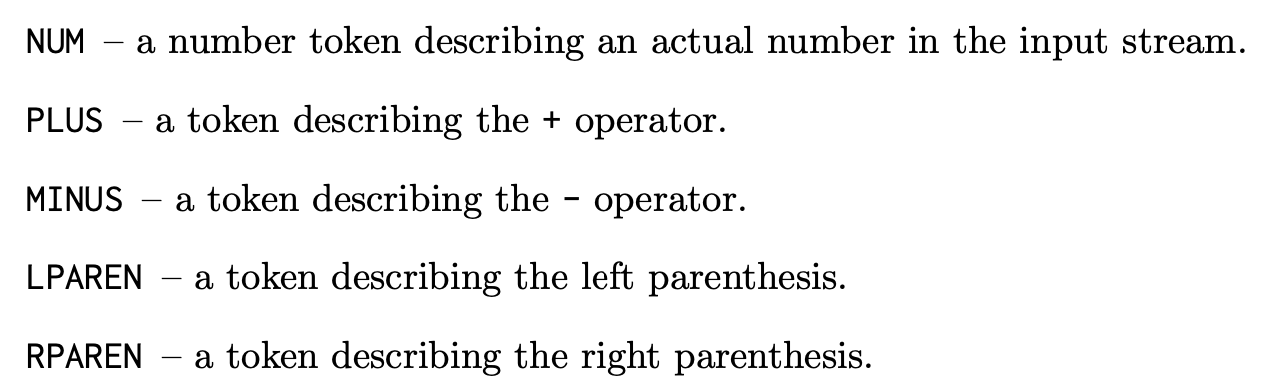 NUM – a number token describing an actual number in the input stream.
PLUS – a token describing the + operator.
MINUS – a token describing the - operator.
LPAREN – a token describing the left parenthesis.
RPAREN – a token describing the right parenthesis.